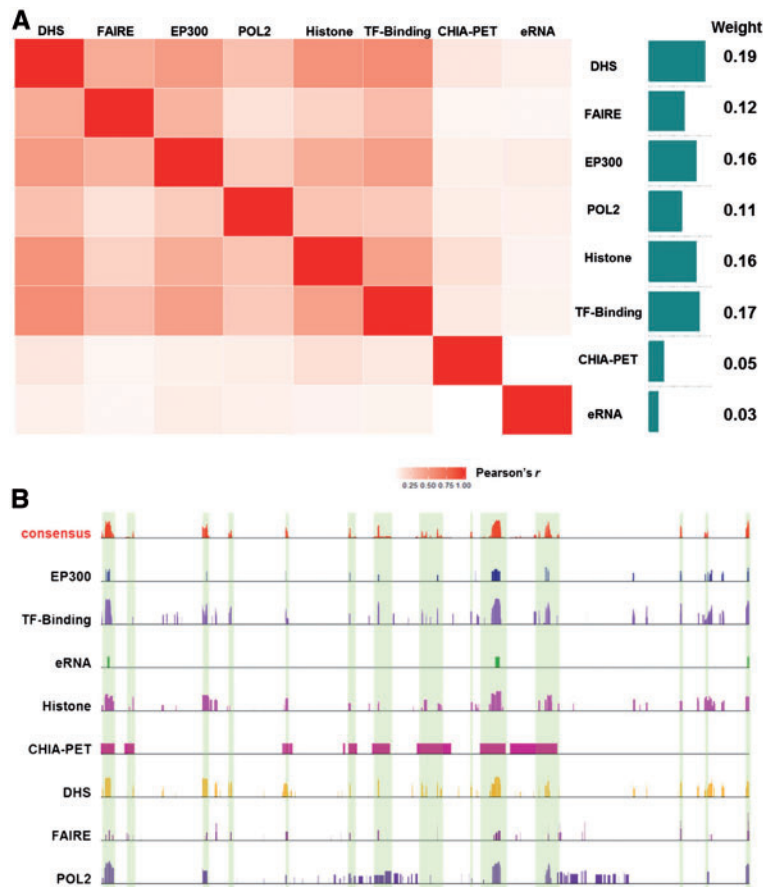 A
DHS FAIRE EP300 POL2 Histone TF-Binding CHIA-PET eRNA
Weight
DHS 0.19
FAIRE 0.12
EP300 0.16
POL2 0.11
Histone 0.16
TF-Binding 0.17
CHIA-PET 0.05
eRNA 0.03
Pearson's r
0.25 0.50 0.75 1.00
B
consensus
EP300
TF-Binding
eRNA
Histone
CHIA-PET
DHS
FAIRE
POL2